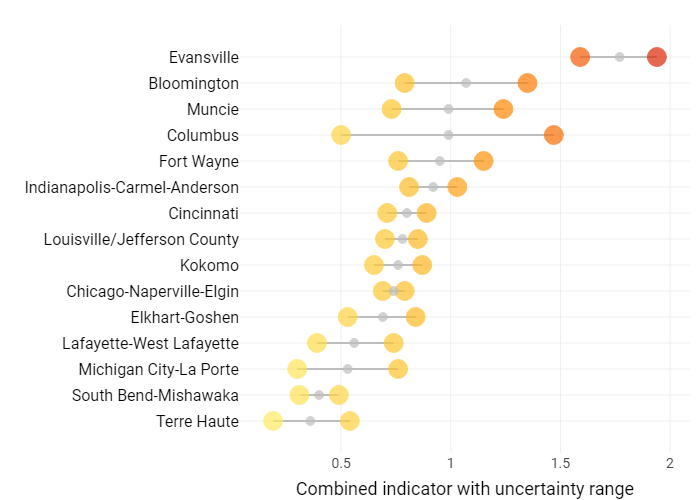 Evansville
Bloomington
Muncie
Columbus
Fort Wayne
Indianapolis-Carmel-Anderson
Cincinnati
Louisville/Jefferson County
Kokomo
Chicago-Naperville-Elgin
Elkhart-Goshen
Lafayette-West Lafayette
Michigan City-La Porte
South Bend-Mishawaka
Terre Haute
0.5 1 1.5 2
Combined indicator with uncertainty range